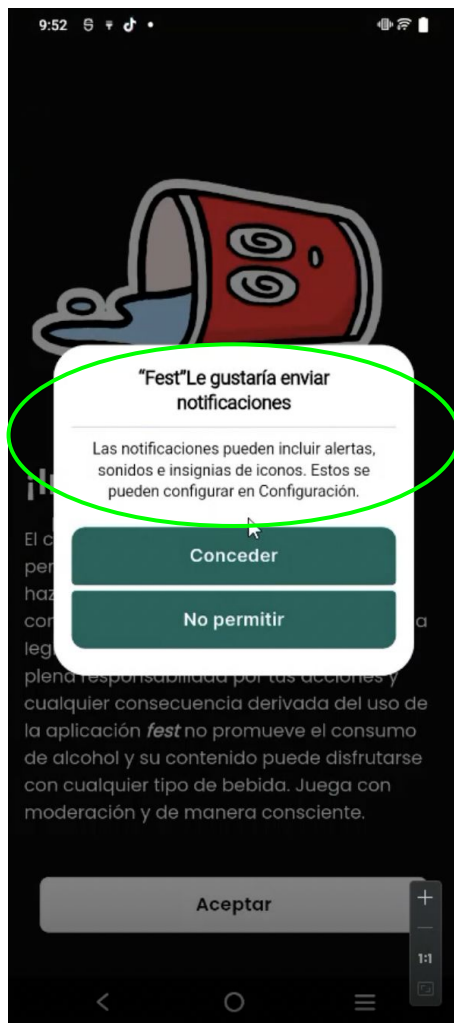 9:52
“Fest”Le gustaría enviar
notificaciones
Las notificaciones pueden incluir alertas,
sonidos e insignias de iconos. Estos se
pueden configurar en Configuración.
Conceder
No permitir
El c
per
haz
con
a
leg
plena responsabilidad por tus acciones y
cualquier consecuencia derivada del uso de
la aplicación fest no promueve el consumo
de alcohol y su contenido puede disfrutarse
con cualquier tipo de bebida. Juega con
moderación y de manera consciente.
Aceptar
1:1